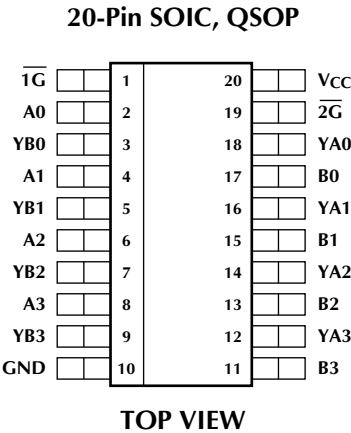 20-Pin SOIC, QSOP
1G 1 20 VCC
A0 2 19 2G
YB0 3 18 YA0
A1 4 17 B0
YB1 5 16 YA1
A2 6 15 B1
YB2 7 14 YA2
A3 8 13 B2
YB3 9 12 YA3
GND 10 11 B3
TOP VIEW